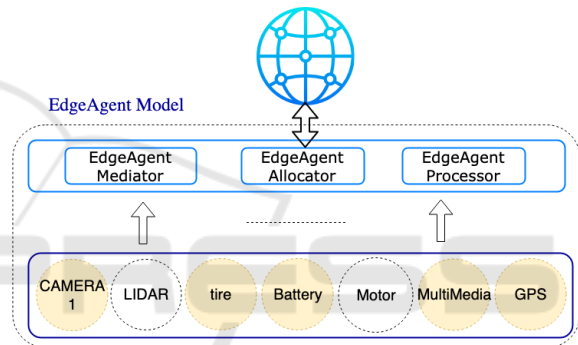 EdgeAgent Model
EdgeAgent
Mediator
EdgeAgent
Allocator
EdgeAgent
Processor
CAMERA
1
LIDAR
tire
Battery
Motor
MultiMedia
GPS